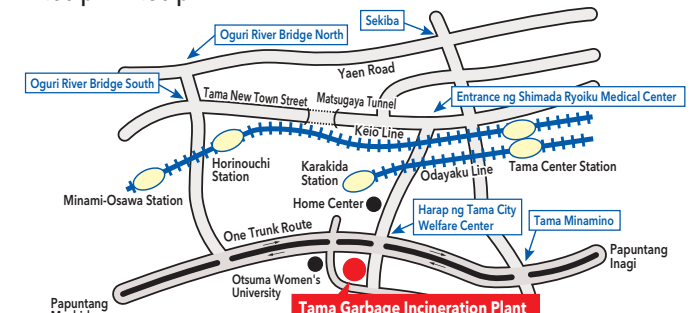 Sekiba
Oguri River Bridge North
Yaen Road
Oguri River Bridge South
Tama New Town Street
Matsugaya Tunnel
Entrance ng Shimada Ryoiku Medical Center
Keio Line
Horinouchi
Station
Karakida
Station
Odayaku Line
Tama Center Station
Minami-Osawa Station
Home Center
Harap ng Tama City
Welfare Center
Tama Minamino
One Trunk Route
Papuntang
Inagi
Otsuma Women's
University
Papuntang
Tama Garbage Incineration Plant